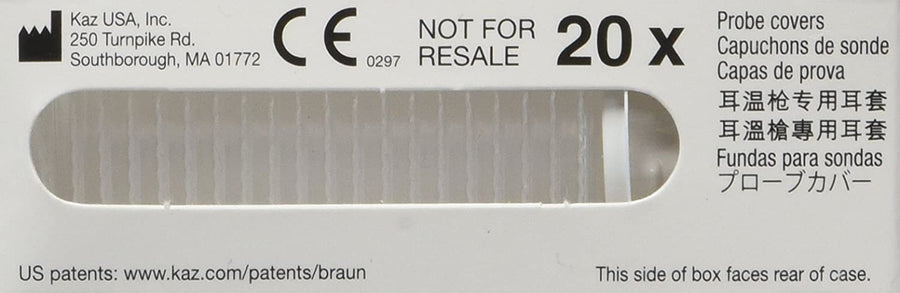 Kaz USA, Inc.
250 Turnpike Rd.
Southborough, MA 01772
CE 0297
NOT FOR
RESALE
20 x
Probe covers
Capuchons de sonde
Capas de prova
耳温枪专用耳套
耳溫槍專用耳套
Fundas para sondas
プローブカバー
US patents: www.kaz.com/patents/braun
This side of box faces rear of case.